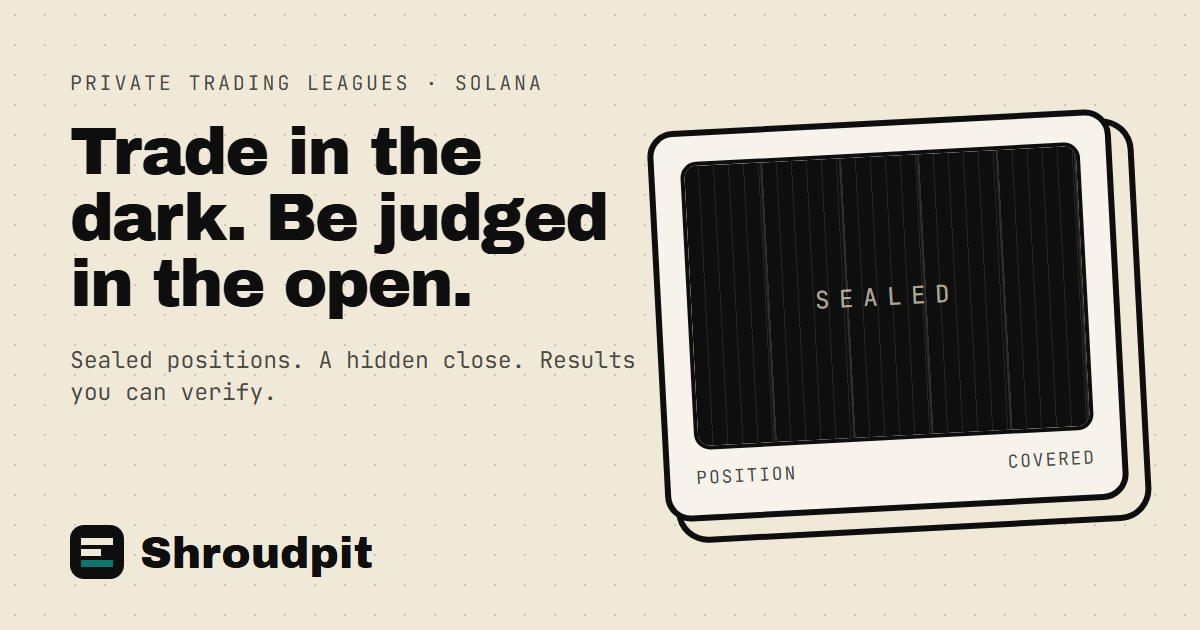 PRIVATE TRADING LEAGUES · SOLANA
Trade in the
dark. Be judged
in the open.
Sealed positions. A hidden close. Results
you can verify.
SEALED
POSITION
COVERED
Shroudpit